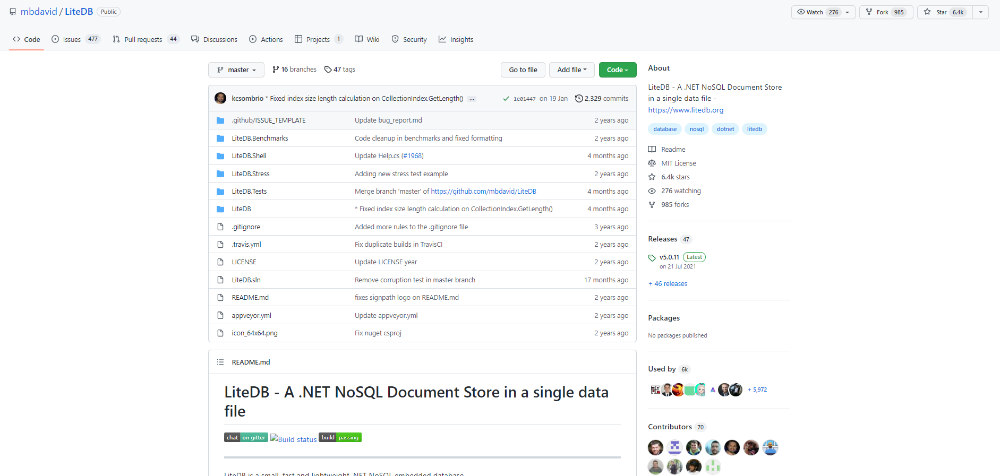 mbdavid / LiteDB Public
Watch 276
Fork 985
Star 6.4k
Code
Issues 477
Pull requests 44
Discussions
Actions
Projects 1
Wiki
Security
Insights
master
16 branches
47 tags
Go to file
Add file
Code
kcsombrio * Fixed index size length calculation on CollectionIndex.GetLength() ... 1e01447 on 19 Jan 2,329 commits
.github/ISSUE_TEMPLATE Update bug_report.md 2 years ago
LiteDB.Benchmarks Code cleanup in benchmarks and fixed formatting 2 years ago
LiteDB.Shell Update Help.cs (#1968) 4 months ago
LiteDB.Stress Adding new stress test example 2 years ago
LiteDB.Tests Merge branch 'master' of https://github.com/mbdavid/LiteDB 4 months ago
LiteDB * Fixed index size length calculation on CollectionIndex.GetLength() 4 months ago
.gitignore Added more rules to the .gitignore file 3 years ago
.travis.yml Fix duplicate builds in TravisCI 2 years ago
LICENSE Update LICENSE year 2 years ago
LiteDB.sln Remove corruption test in master branch 17 months ago
README.md fixes signpath logo on README.md 2 years ago
appveyor.yml Update appveyor.yml 2 years ago
icon_64x64.png Fix nuget csproj 2 years ago
README.md
LiteDB - A .NET NoSQL Document Store in a single data
file
chat on gitter Build status build passing
LiteDB is a small, fast and lightweight .NET NoSQL embedded database.
About
LiteDB - A .NET NoSQL Document Store
in a single data file -
https://www.litedb.org
database nosql dotnet litedb
Readme
MIT License
6.4k stars
276 watching
985 forks
Releases 47
v5.0.11 Latest
on 21 Jul 2021
+ 46 releases
Packages
No packages published
Used by 6k
+ 5,972
Contributors 70